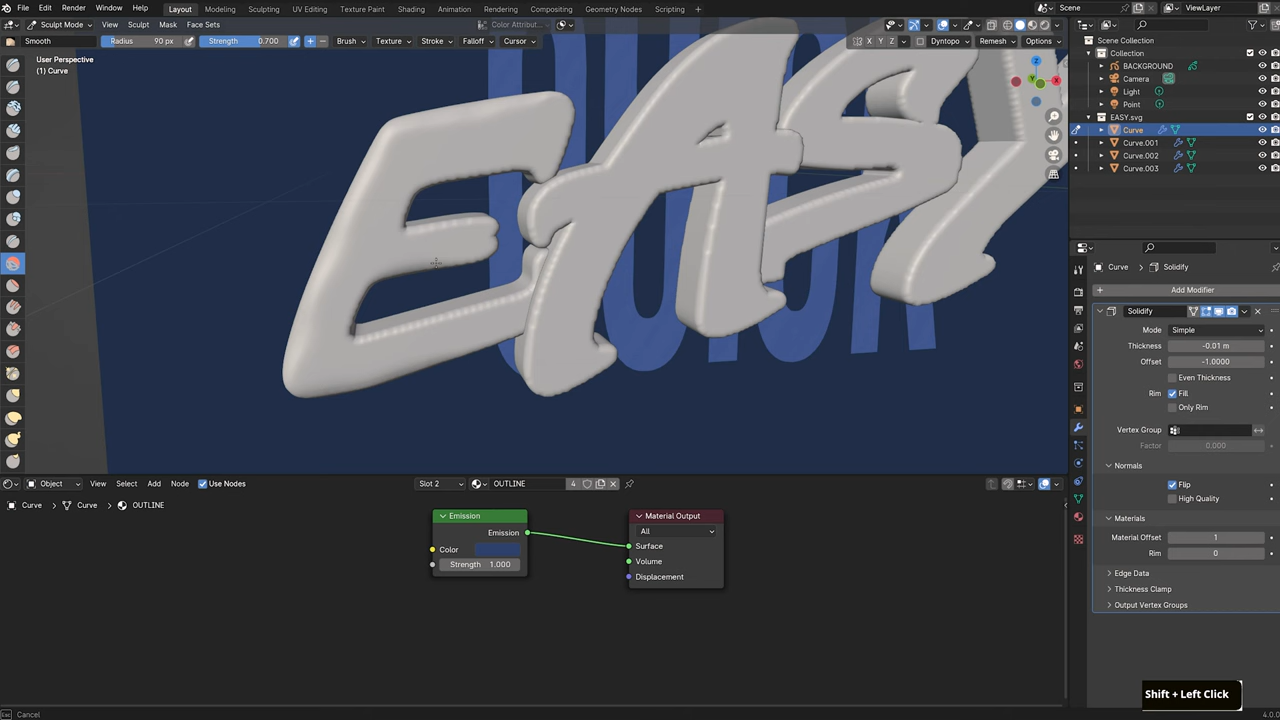 File Edit Render Window Help Layout Modeling Sculpting UV Editing Texture Paint Shading Animation Rendering Compositing Geometry Nodes Scripting Scene ViewLayer
Sculpt Mode View Sculpt Mask Face Sets Color Attribut...
Smooth Radius 90 px Strength 0.700 Brush Texture Stroke Falloff Cursor X Y Z Dyntopo Remesh Options
User Perspective
(1) Curve
EASY
Z
X
Y
Scene Collection
Collection
BACKGROUND
Camera
Light
Point
EASY.svg
Curve
Curve.001
Curve.002
Curve.003
Curve Solidify
Add Modifier
Solidify
Mode Simple
Thickness -0.01 m
Offset -1.0000
Even Thickness
Rim Fill
Only Rim
Vertex Group
Factor 0.000
Normals
Flip
High Quality
Materials
Material Offset 1
Rim 0
Edge Data
Thickness Clamp
Output Vertex Groups
Object View Select Add Node Use Nodes Slot 2 OUTLINE 4
Curve Curve OUTLINE
Emission
Emission
Color
Strength 1.000
Material Output
All
Surface
Volume
Displacement
Shift + Left Click
Cancel 4.0.0